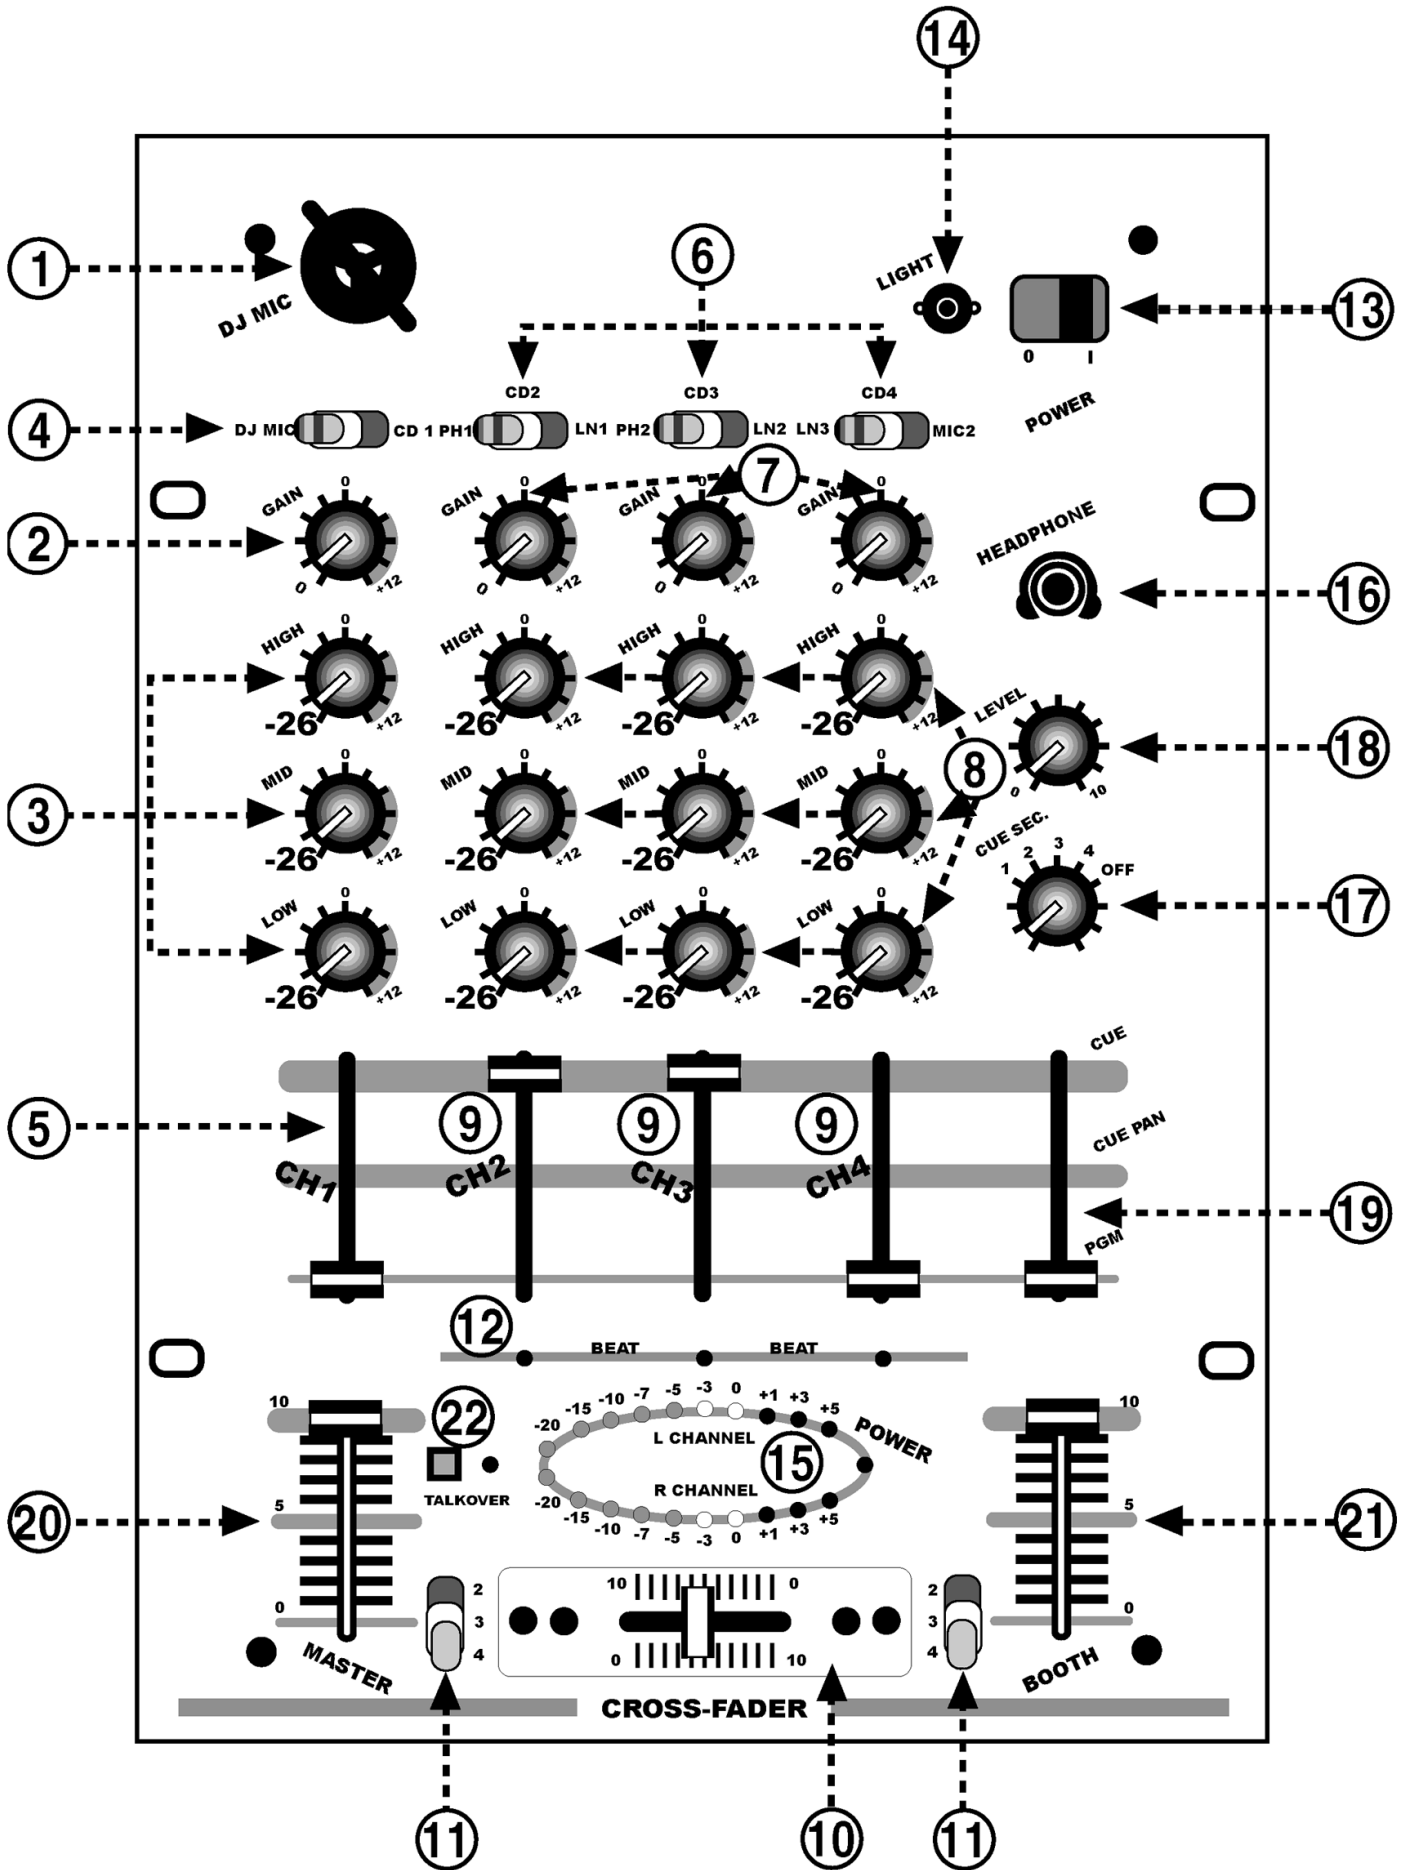 14
1
6
LIGHT
13
DJ MIC
0 I
CD2 CD3 CD4
POWER
4
DJ MIC CD 1 PH1 LN1 PH2 LN2 LN3 MIC2
7
0 0 0 0
GAIN GAIN GAIN GAIN
2
HEADPHONE
0 +12 0 +12 0 +12 0 +12
16
0 0 0 0
HIGH HIGH HIGH HIGH
-26 +12 -26 +12 -26 +12 -26 +12
LEVEL
18
8
0 10
0 0 0 0
MID MID MID MID
3
-26 +12 -26 +12 -26 +12 -26 +12
CUE SEC.
1 2 3 4 OFF
17
0 0 0 0
LOW LOW LOW LOW
-26 +12 -26 +12 -26 +12 -26 +12
CUE
5
9 9 9
CUE PAN
CH1 CH2 CH3 CH4
19
PGM
12
BEAT BEAT
10
22
-20 -15 -10 -7 -5 -3 0 +1 +3 +5
10
L CHANNEL
15
POWER
R CHANNEL
TALKOVER
-20 -15 -10 -7 -5 -3 0 +1 +3 +5
20
5
5
21
0
0
2
3
4
10 0
0 10
2
3
4
MASTER
BOOTH
CROSS-FADER
11
10
11